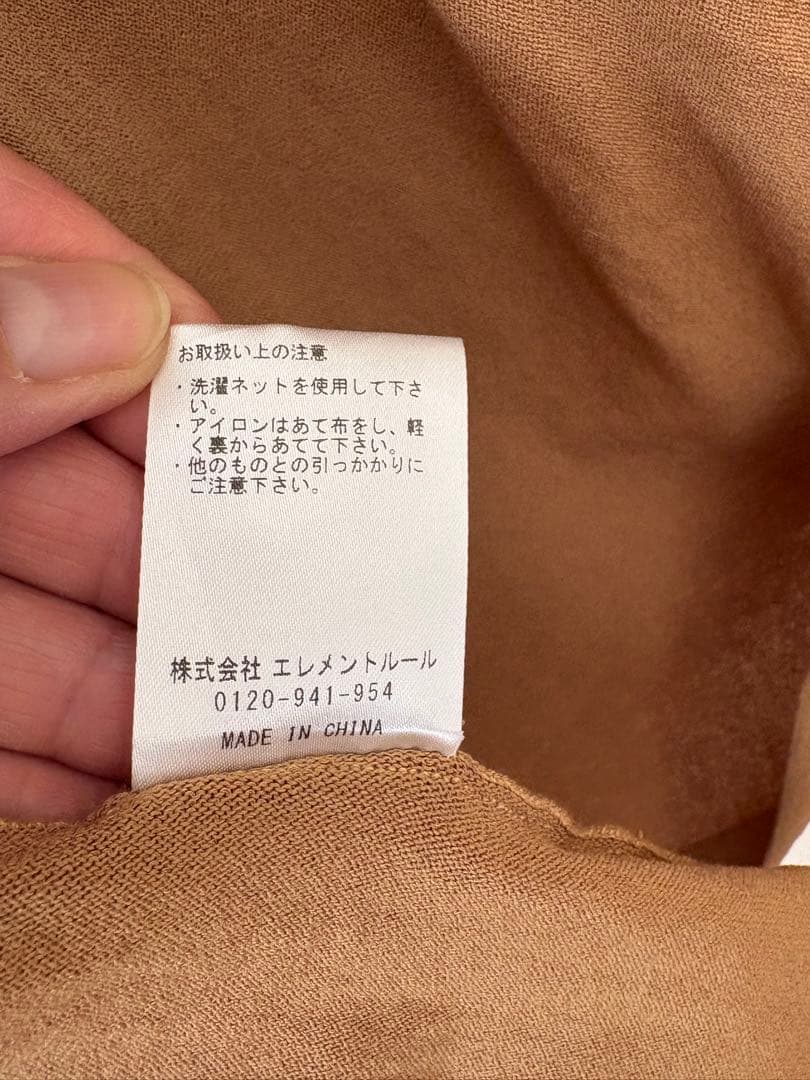 お取扱い上の注意
・洗濯ネットを使用して下さ
い。
・アイロンはあて布をし、軽
く裏からあてて下さい。
・他のものとの引っかかりに
ご注意下さい。
株式会社 エレメントルール
0120-941-954
MADE IN CHINA